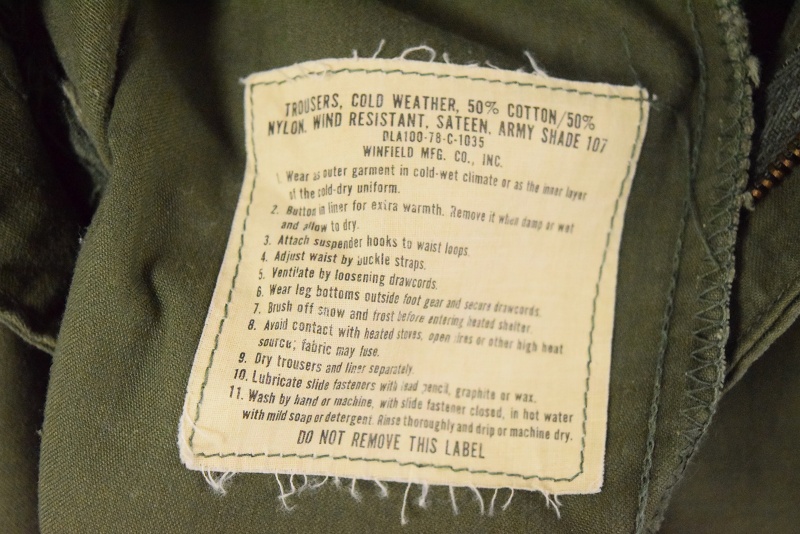 TROUSERS, COLD WEATHER, 50% COTTON/50%
NYLON, WIND RESISTANT, SATEEN, ARMY SHADE 107
DLA100-78-C-1035
WINFIELD MFG. CO., INC.
1. Wear as outer garment in cold-wet climate or as the inner layer
of the cold-dry uniform.
2. Button in liner for extra warmth. Remove it when damp or wet
and allow to dry.
3. Attach suspender hooks to waist loops.
4. Adjust waist by buckle straps.
5. Ventilate by loosening drawcords.
6. Wear leg bottoms outside foot gear and secure drawcords.
7. Brush off snow and frost before entering heated shelter.
8. Avoid contact with heated stoves, open fires or other high heat
source; fabric may fuse.
9. Dry trousers and liner separately.
10. Lubricate slide fasteners with lead pencil, graphite or wax.
11. Wash by hand or machine, with slide fastener closed, in hot water
with mild soap or detergent. Rinse thoroughly and drip or machine dry.
DO NOT REMOVE THIS LABEL